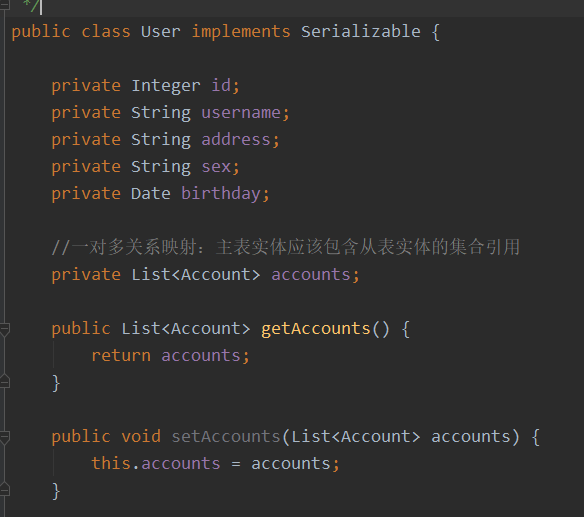 */
public class User implements Serializable {
private Integer id;
private String username;
private String address;
private String sex;
private Date birthday;
//一对多关系映射：主表实体应该包含从表实体的集合引用
private List<Account> accounts;
public List<Account> getAccounts() {
return accounts;
}
public void setAccounts(List<Account> accounts) {
this.accounts = accounts;
}